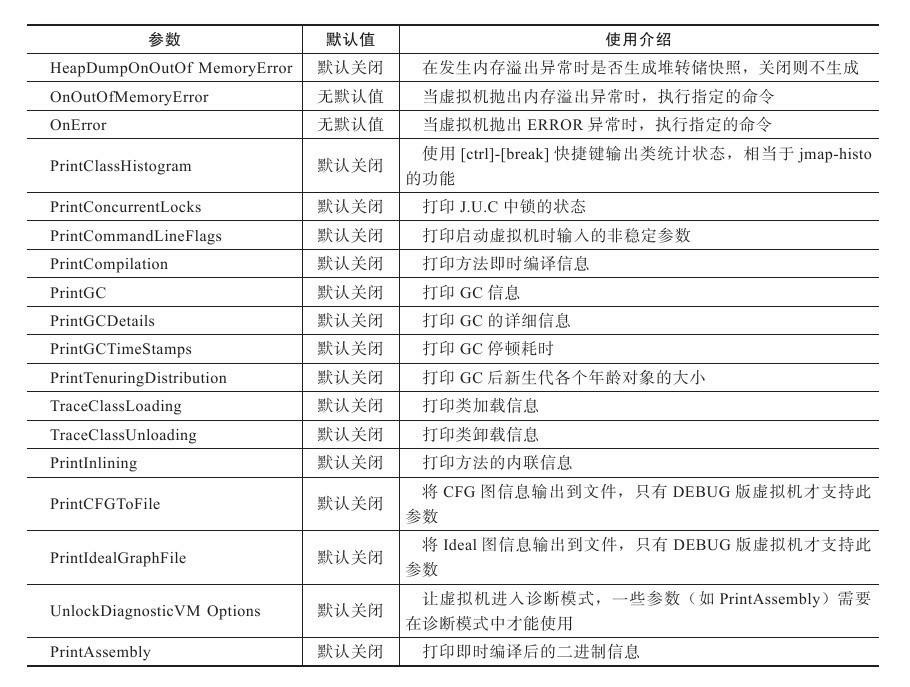 参数 默认值 使用介绍
HeapDumpOnOutOf MemoryError 默认关闭 在发生内存溢出异常时是否生成堆转储快照，关闭则不生成
OnOutOfMemoryError 无默认值 当虚拟机抛出内存溢出异常时，执行指定的命令
OnError 无默认值 当虚拟机抛出 ERROR 异常时，执行指定的命令
PrintClassHistogram 默认关闭 使用 [ctrl]-[break] 快捷键输出类统计状态，相当于 jmap-histo
的功能
PrintConcurrentLocks 默认关闭 打印 J.U.C 中锁的状态
PrintCommandLineFlags 默认关闭 打印启动虚拟机时输入的非稳定参数
PrintCompilation 默认关闭 打印方法即时编译信息
PrintGC 默认关闭 打印 GC 信息
PrintGCDetails 默认关闭 打印 GC 的详细信息
PrintGCTimeStamps 默认关闭 打印 GC 停顿耗时
PrintTenuringDistribution 默认关闭 打印 GC 后新生代各个年龄对象的大小
TraceClassLoading 默认关闭 打印类加载信息
TraceClassUnloading 默认关闭 打印类卸载信息
PrintInlining 默认关闭 打印方法的内联信息
PrintCFGToFile 默认关闭 将 CFG 图信息输出到文件，只有 DEBUG 版虚拟机才支持此
参数
PrintIdealGraphFile 默认关闭 将 Ideal 图信息输出到文件，只有 DEBUG 版虚拟机才支持此
参数
UnlockDiagnosticVM Options 默认关闭 让虚拟机进入诊断模式，一些参数（如 PrintAssembly）需要
在诊断模式中才能使用
PrintAssembly 默认关闭 打印即时编译后的二进制信息